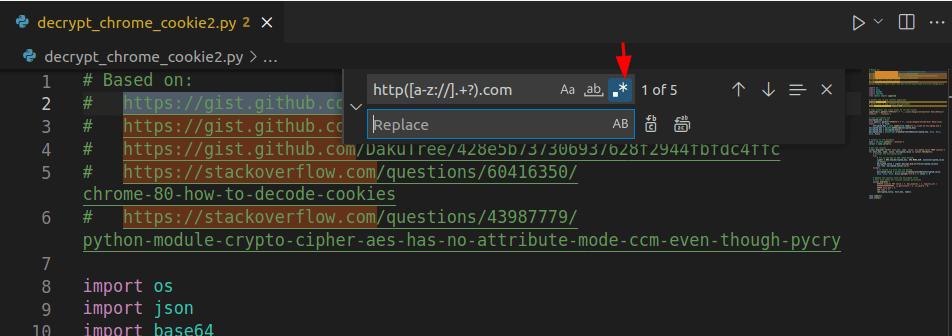 decrypt_chrome_cookie2.py 2
decrypt_chrome_cookie2.py > ...
http([a-z://].+?).com Aa ab .* 1 of 5
Replace AB
1 # Based on:
2 # https://gist.github.co
3 # https://gist.github.co
4 # https://gist.github.com/DakuTree/428e5b737306937628f2944fbfdc4ffc
5 # https://stackoverflow.com/questions/60416350/
chrome-80-how-to-decode-cookies
6 # https://stackoverflow.com/questions/43987779/
python-module-crypto-cipher-aes-has-no-attribute-mode-ccm-even-though-pycry
7
8 import os
9 import json
10 import base64